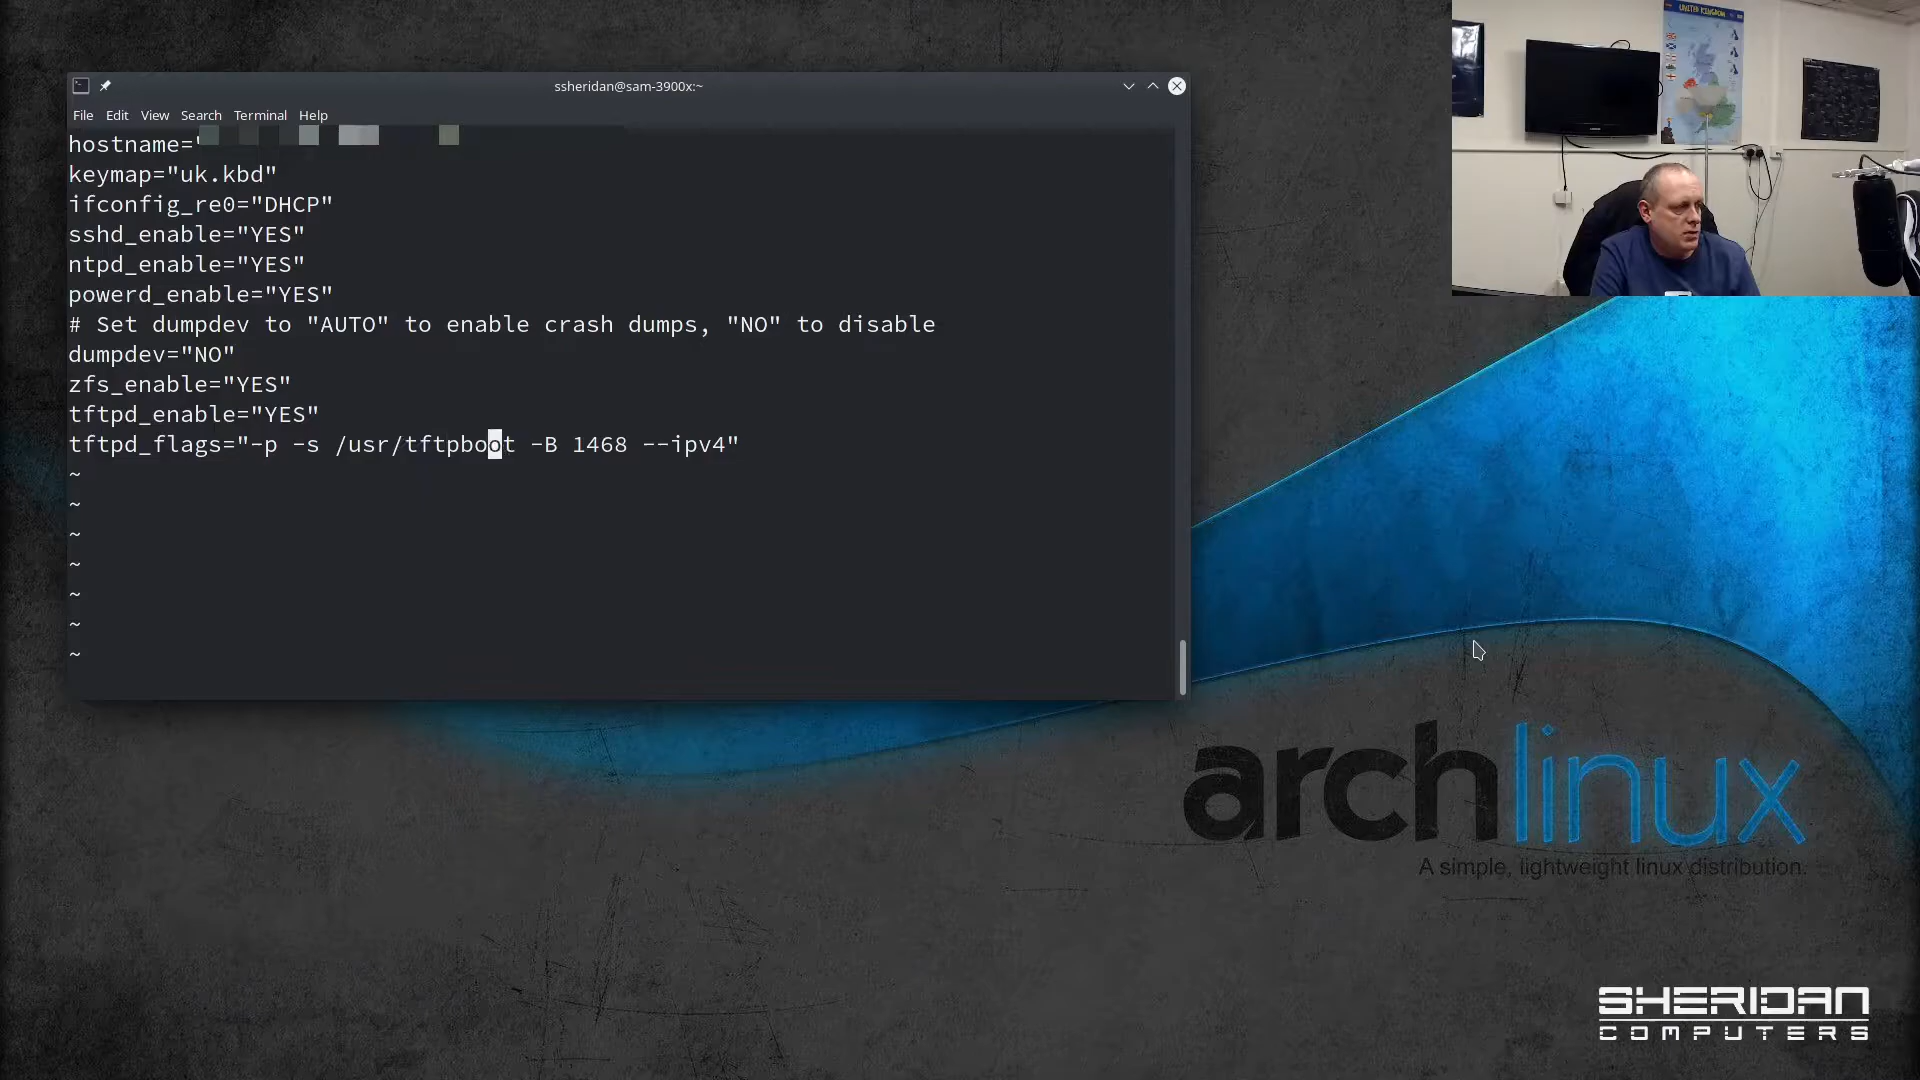 ssheridan@sam-3900x:~
File Edit View Search Terminal Help
hostname="
keymap="uk.kbd"
ifconfig_re0="DHCP"
sshd_enable="YES"
ntpd_enable="YES"
powerd_enable="YES"
# Set dumpdev to "AUTO" to enable crash dumps, "NO" to disable
dumpdev="NO"
zfs_enable="YES"
tftpd_enable="YES"
tftpd_flags="-p -s /usr/tftpboot -B 1468 --ipv4"
~
~
~
~
~
~
~
UNITED KINGDOM
archlinux
A simple, lightweight linux distribution.
SHERIDAN
COMPUTERS